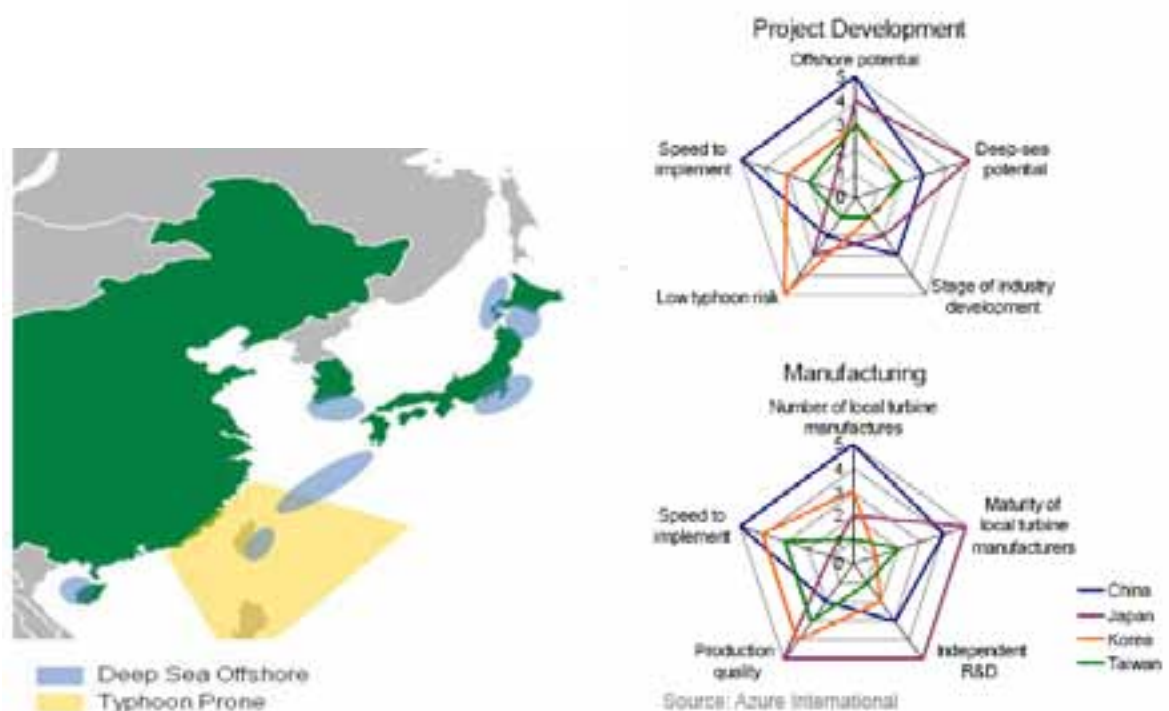 Project Development
Offshore potential
5
4
3
2
1
0
Speed to
implement
Deep-sea
potential
Low typhoon risk
Stage of industry
development
Manufacturing
Number of local turbine
manufactures
5
4
3
2
1
0
Speed to
implement
Maturity of
local turbine
manufacturers
Production
quality
Independent
R&D
China
Japan
Korea
Taiwan
Source: Azure International
Deep Sea Offshore
Typhoon Prone